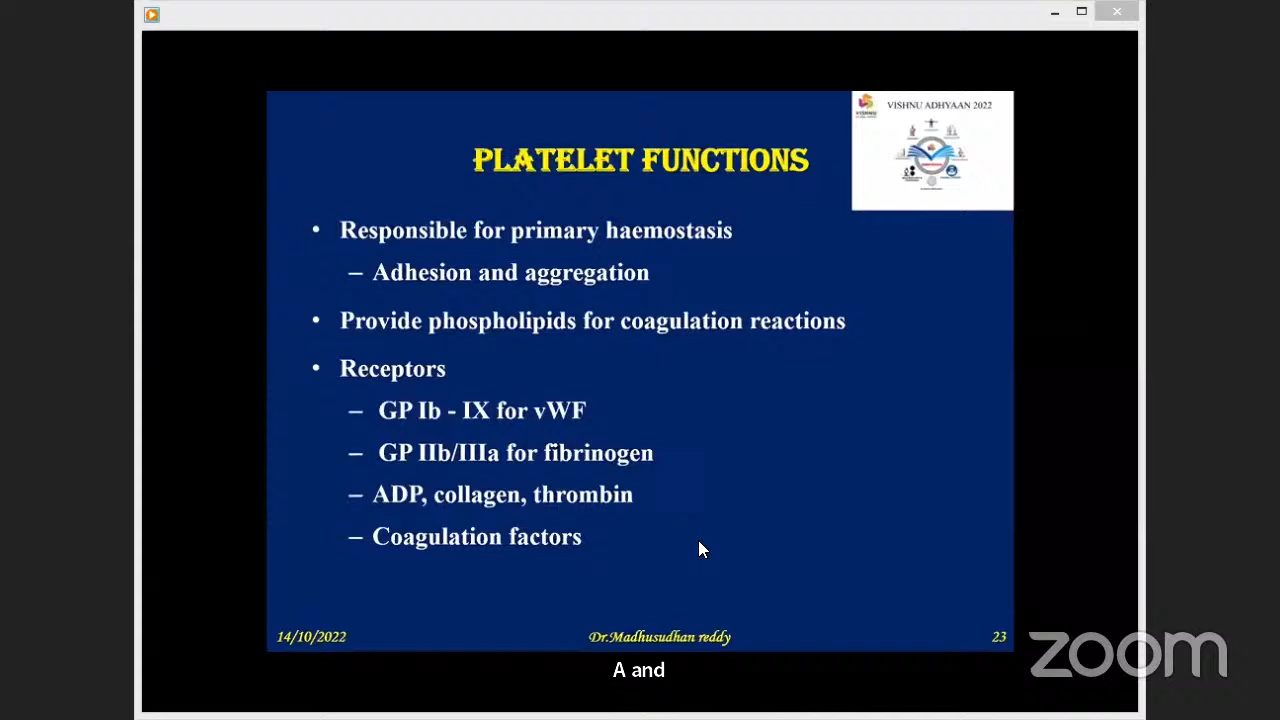 VISHNU ADHYAAN 2022
PLATELET FUNCTIONS
• Responsible for primary haemostasis
– Adhesion and aggregation
• Provide phospholipids for coagulation reactions
• Receptors
– GP Ib - IX for vWF
– GP IIb/IIIa for fibrinogen
– ADP, collagen, thrombin
– Coagulation factors
14/10/2022 Dr.Madhusudhan reddy 23
zoom
A and